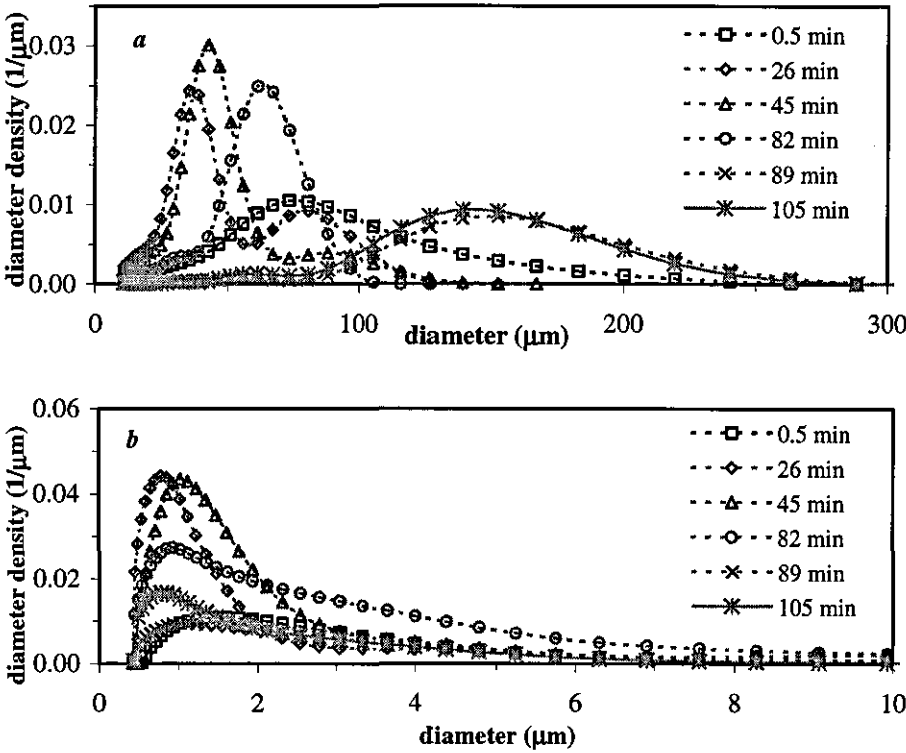 a
diameter density (1/μm)
0.03
0.02
0.01
0.00
0.5 min
26 min
45 min
82 min
89 min
105 min
0 100 200 300
diameter (μm)
b
diameter density (1/μm)
0.06
0.04
0.02
0.00
0.5 min
26 min
45 min
82 min
89 min
105 min
0 2 4 6 8 10
diameter (μm)